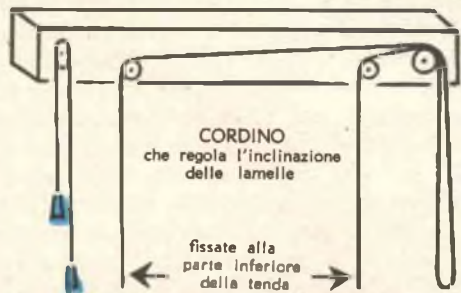 CORDINO
che regola l'inclinazione
delle lamelle
fissate alla
parte inferiore
della tenda